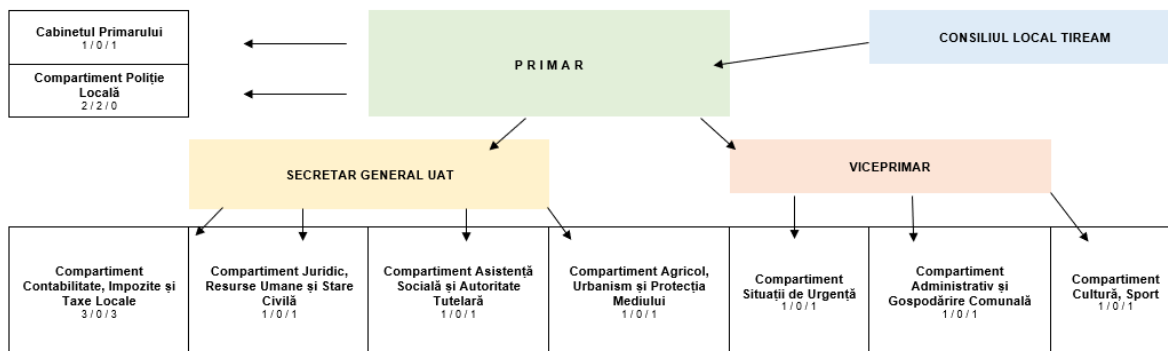 Cabinetul Primarului
1 / 0 / 1
Compartiment Poliție
Locală
2 / 2 / 0
P R I M A R
CONSILIUL LOCAL TIREAM
SECRETAR GENERAL UAT
VICEPRIMAR
Compartiment
Contabilitate, Impozite și
Taxe Locale
3 / 0 / 3
Compartiment Juridic,
Resurse Umane și Stare
Civilă
1 / 0 / 1
Compartiment Asistență
Socială și Autoritate
Tutelară
1 / 0 / 1
Compartiment Agricol,
Urbanism și Protecția
Mediului
1 / 0 / 1
Compartiment
Situații de Urgență
1 / 0 / 1
Compartiment
Administrativ și
Gospodărire Comunală
1 / 0 / 1
Compartiment
Cultură, Sport
1 / 0 / 1